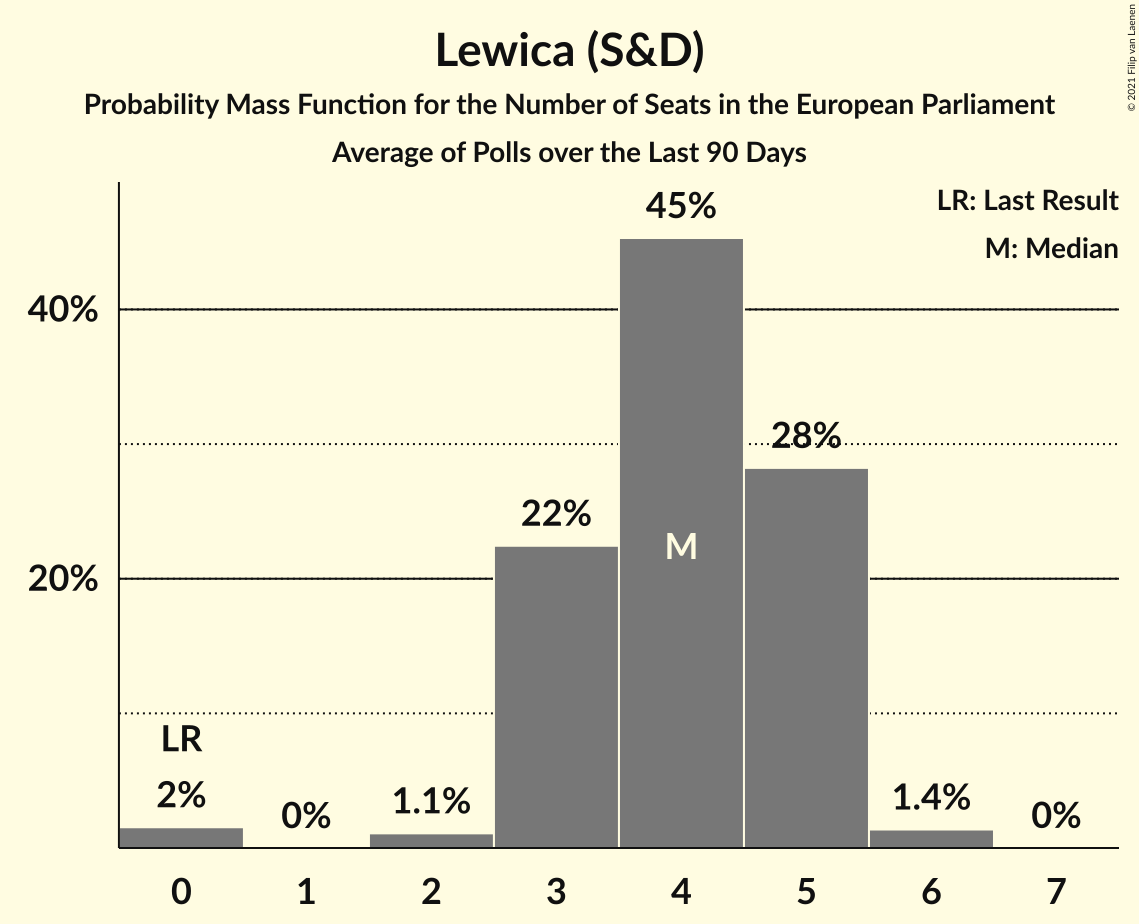 Lewica (S&D)
Probability Mass Function for the Number of Seats in the European Parliament
Average of Polls over the Last 90 Days
© 2021 Filip van Laenen
LR: Last Result
M: Median
45%
40%
28%
22%
M
20%
LR
2%
0%
1.1%
1.4%
0%
0 1 2 3 4 5 6 7